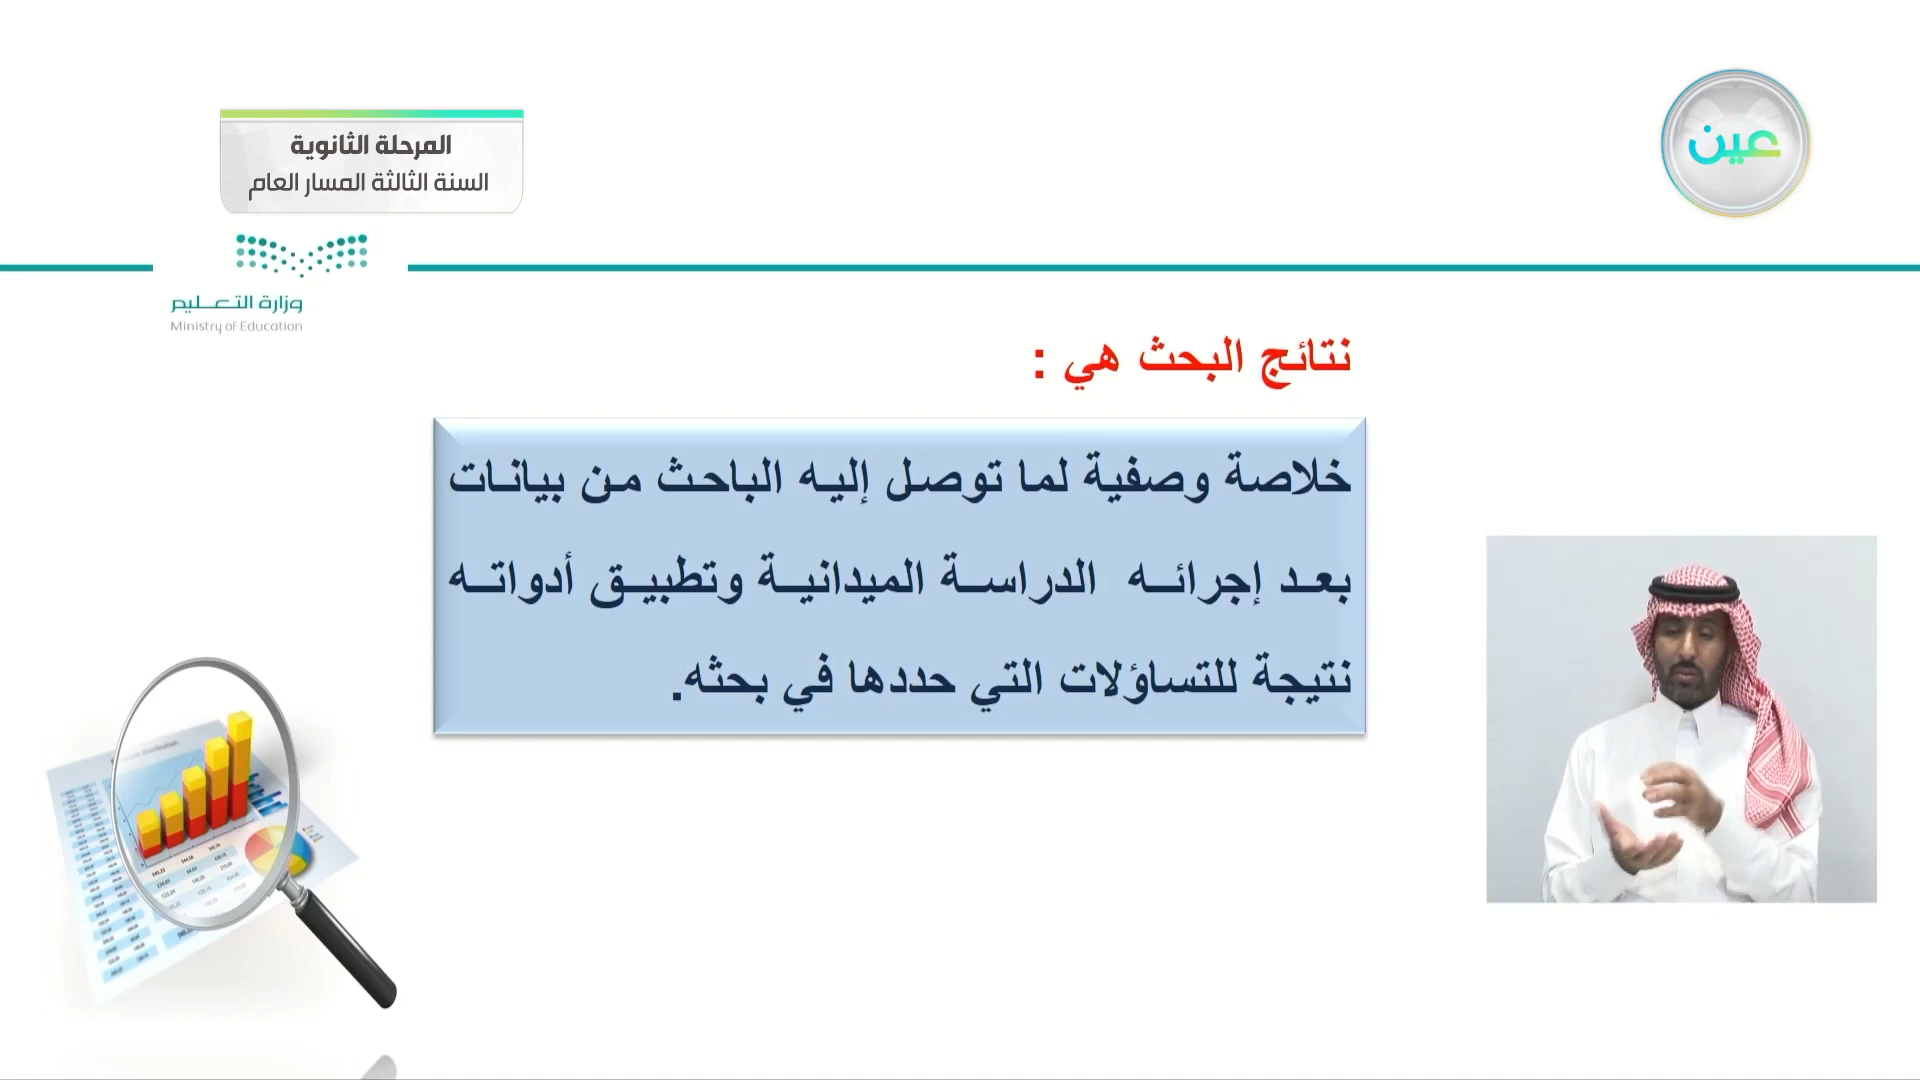 المرحلة الثانوية
السنة الثالثة المسار العام
عين
وزارة التعليم
Ministry of Education
نتائج البحث هي :
خلاصة وصفية لما توصل إليه الباحث من بيانات
بعد إجرائه الدراسة الميدانية وتطبيق أدواته
نتيجة للتساؤلات التي حددها في بحثه.